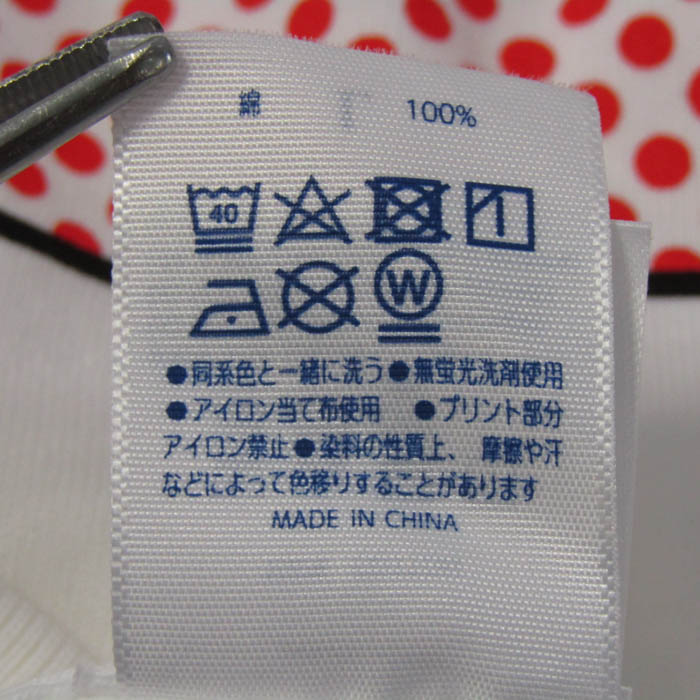 綿 100%
40
W
●同系色と一緒に洗う●無蛍光洗剤使用
●アイロン当て布使用 ●プリント部分
アイロン禁止●染料の性質上、摩擦や汗
などによって色移りすることがあります
MADE IN CHINA